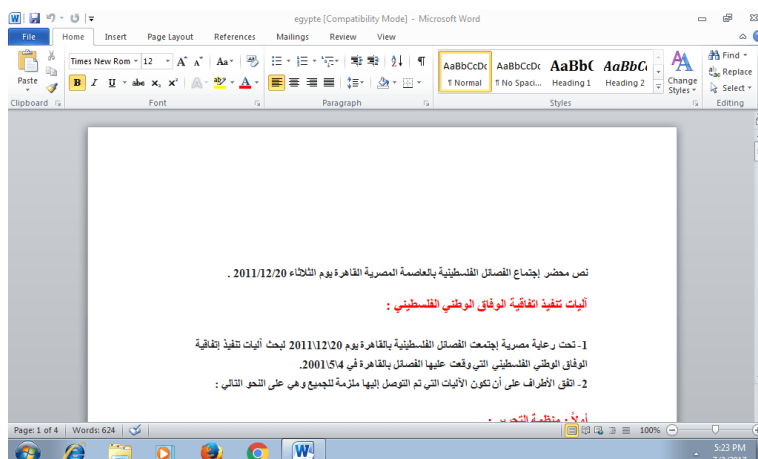 egypte [Compatibility Mode] - Microsoft Word
File Home Insert Page Layout References Mailings Review View
Paste
Times New Rom 12
AaBbCcDc AaBbCcDc AaBbC AaBbCc
¶ Normal ¶ No Spaci... Heading 1 Heading 2
Change Styles
Find
Replace
Select
Clipboard Font Paragraph Styles Editing
نص محضر إجتماع الفصائل الفلسطينية بالعاصمة المصرية القاهرة يوم الثلاثاء 2011/12/20 .
آليات تنفيذ اتفاقية الوفاق الوطني الفلسطيني :
1- تحت رعاية مصرية إجتمعت الفصائل الفلسطينية بالقاهرة يوم 20\12\2011 لبحث آليات تنفيذ إتفاقية
الوفاق الوطني الفلسطيني التي وقعت عليها الفصائل بالقاهرة في 4\5\2001.
2- اتفق الأطراف على أن تكون الآليات التي تم التوصل إليها ملزمة للجميع وهي على النحو التالي :
أولاً : منظمة التحرير :
Page: 1 of 4 Words: 624 100%
5:23 PM